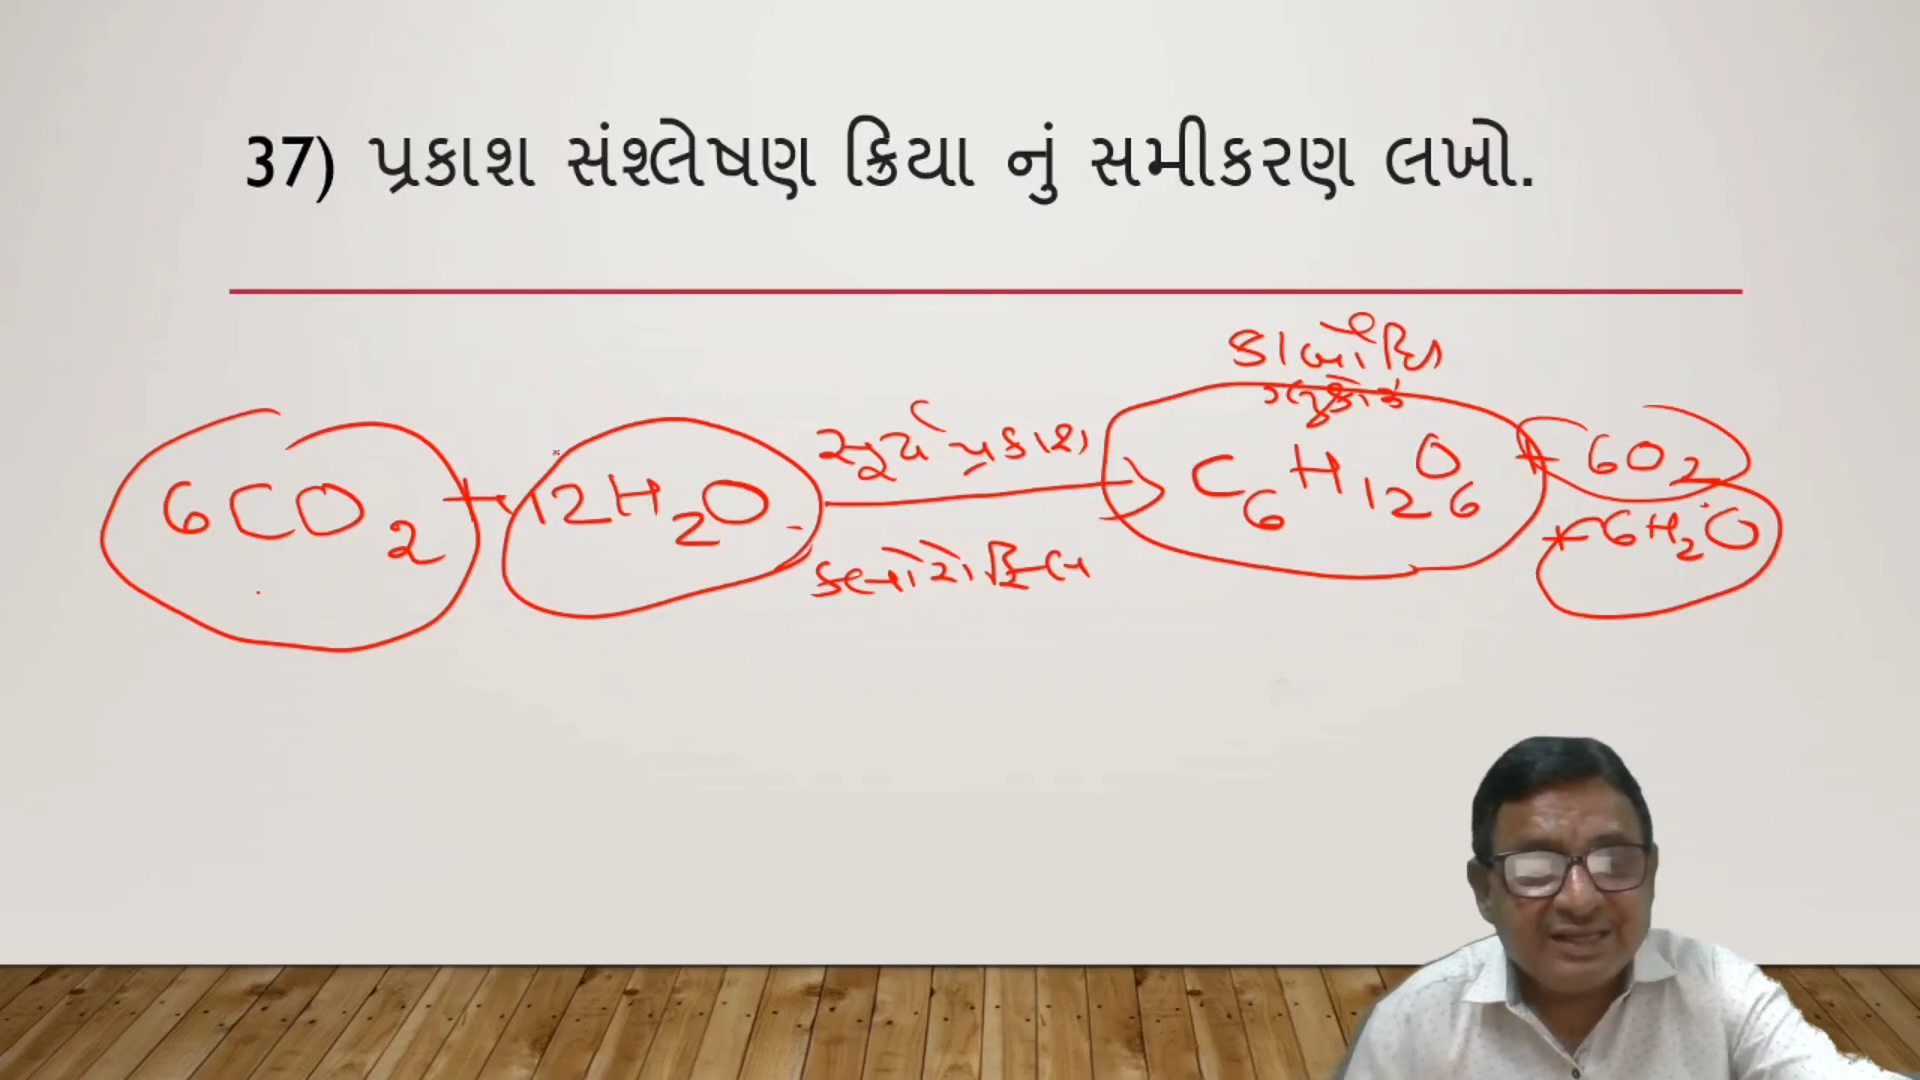 37) પ્રકાશ સંશ્લેષણ ક્રિયા નું સમીકરણ લખો.
કાર્બોદિત
ગ્લુકોઝ
6CO2 + 12H2O સૂર્ય પ્રકાશ → C6H12O6 + 6O2
ક્લોરોફિલ + 6H2O